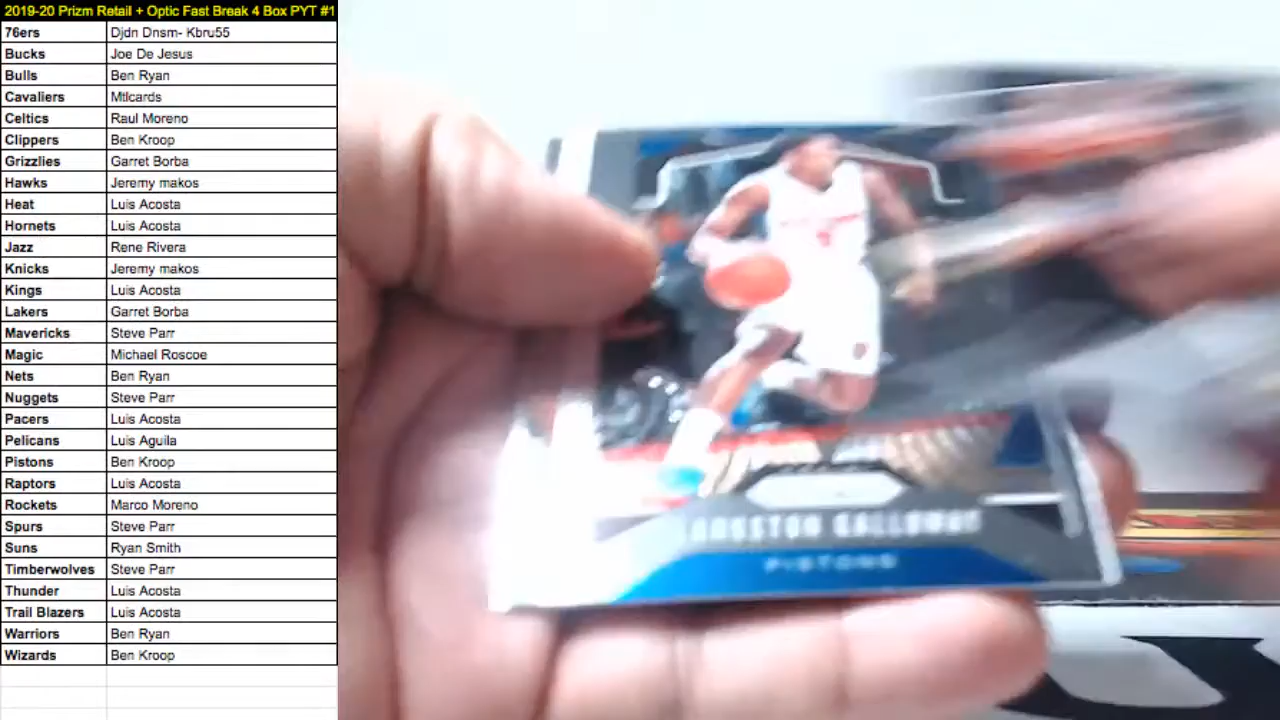 2019-20 Prizm Retail + Optic Fast Break 4 Box PYT #1
76ers Djdn Dnsm- Kbru55
Bucks Joe De Jesus
Bulls Ben Ryan
Cavaliers Mtlcards
Celtics Raul Moreno
Clippers Ben Kroop
Grizzlies Garret Borba
Hawks Jeremy makos
Heat Luis Acosta
Hornets Luis Acosta
Jazz Rene Rivera
Knicks Jeremy makos
Kings Luis Acosta
Lakers Garret Borba
Mavericks Steve Parr
Magic Michael Roscoe
Nets Ben Ryan
Nuggets Steve Parr
Pacers Luis Acosta
Pelicans Luis Aguila
Pistons Ben Kroop
Raptors Luis Acosta
Rockets Marco Moreno
Spurs Steve Parr
Suns Ryan Smith
Timberwolves Steve Parr
Thunder Luis Acosta
Trail Blazers Luis Acosta
Warriors Ben Ryan
Wizards Ben Kroop
LANGSTON GALLOWAY
PISTONS